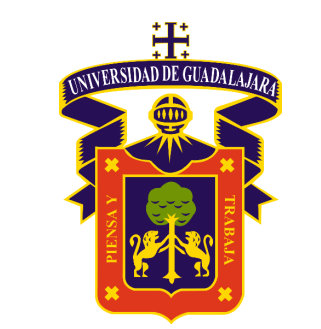 UNIVERSIDAD DE GUADALAJARA
PIENSA Y
TRABAJA